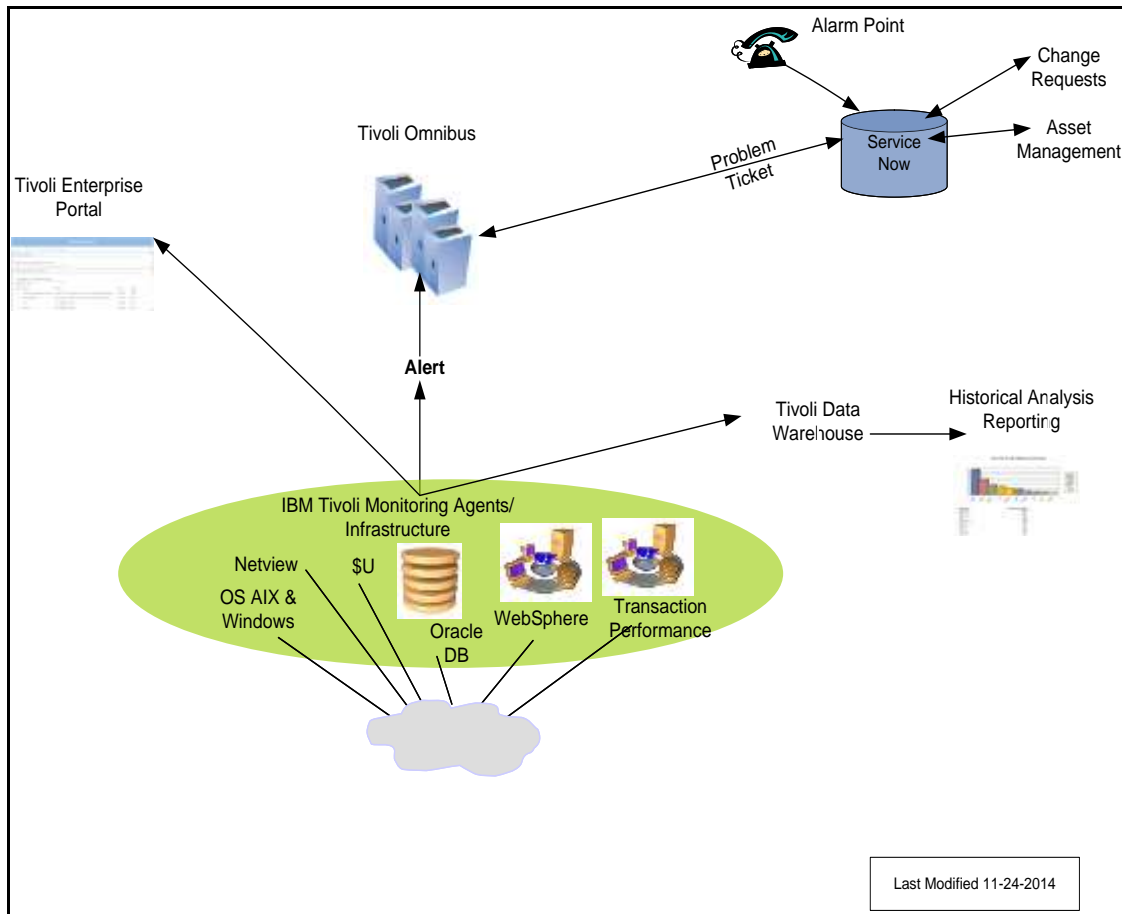 Alarm Point
Change
Requests
Asset
Management
Service
Now
Problem
Ticket
Tivoli Omnibus
Tivoli Enterprise
Portal
Alert
Tivoli Data
Warehouse
Historical Analysis
Reporting
IBM Tivoli Monitoring Agents/
Infrastructure
Netview
$U
OS AIX &
Windows
Oracle
DB
WebSphere
Transaction
Performance
Last Modified 11-24-2014